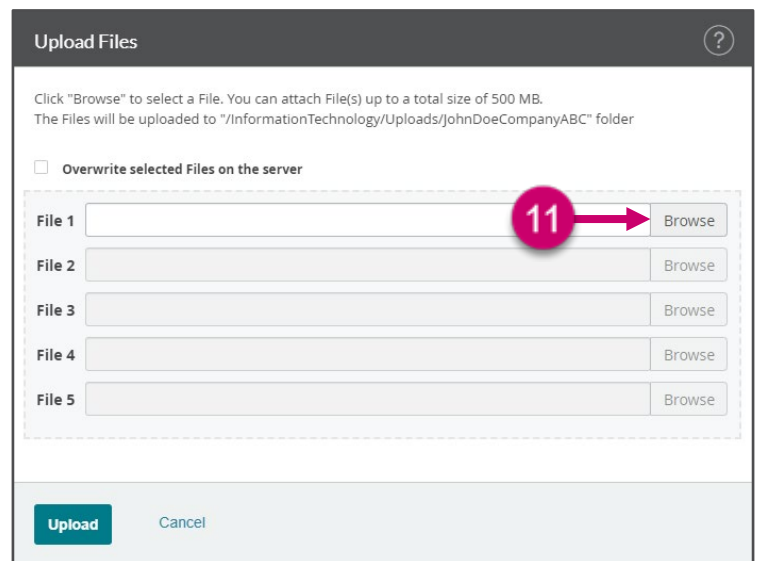 Upload Files
?
Click "Browse" to select a File. You can attach File(s) up to a total size of 500 MB.
The Files will be uploaded to "/InformationTechnology/Uploads/JohnDoeCompanyABC" folder
Overwrite selected Files on the server
File 1 11 Browse
File 2 Browse
File 3 Browse
File 4 Browse
File 5 Browse
Upload Cancel